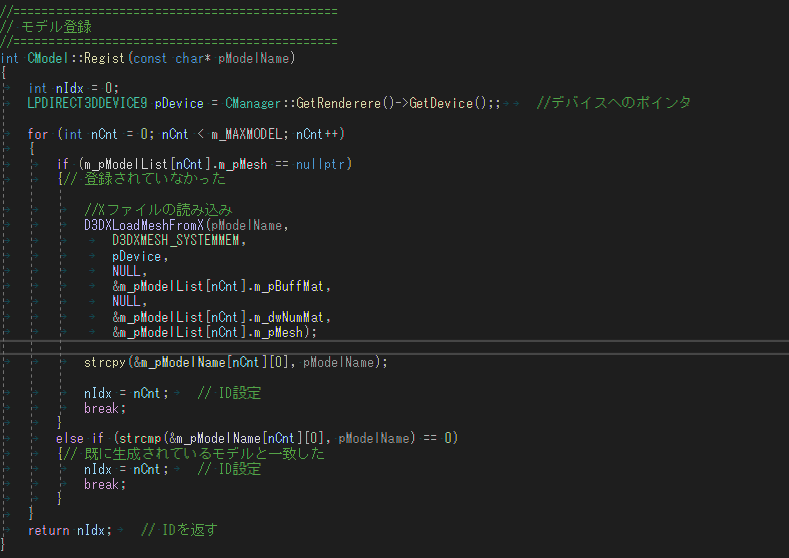 //===============================================
// モデル登録
//===============================================
int CModel::Regist(const char* pModelName)
{
int nIdx = 0;
LPDIRECT3DDEVICE9 pDevice = CManager::GetRenderere()->GetDevice();; //デバイスへのポインタ
for (int nCnt = 0; nCnt < m_MAXMODEL; nCnt++)
{
if (m_pModelList[nCnt].m_pMesh == nullptr)
{// 登録されていなかった
//Xファイルの読み込み
D3DXLoadMeshFromX(pModelName,
D3DXMESH_SYSTEMMEM,
pDevice,
NULL,
&m_pModelList[nCnt].m_pBuffMat,
NULL,
&m_pModelList[nCnt].m_dwNumMat,
&m_pModelList[nCnt].m_pMesh);
strcpy(&m_pModelName[nCnt][0], pModelName);
nIdx = nCnt; // ID設定
break;
}
else if (strcmp(&m_pModelName[nCnt][0], pModelName) == 0)
{// 既に生成されているモデルと一致した
nIdx = nCnt; // ID設定
break;
}
}
return nIdx; // IDを返す
}